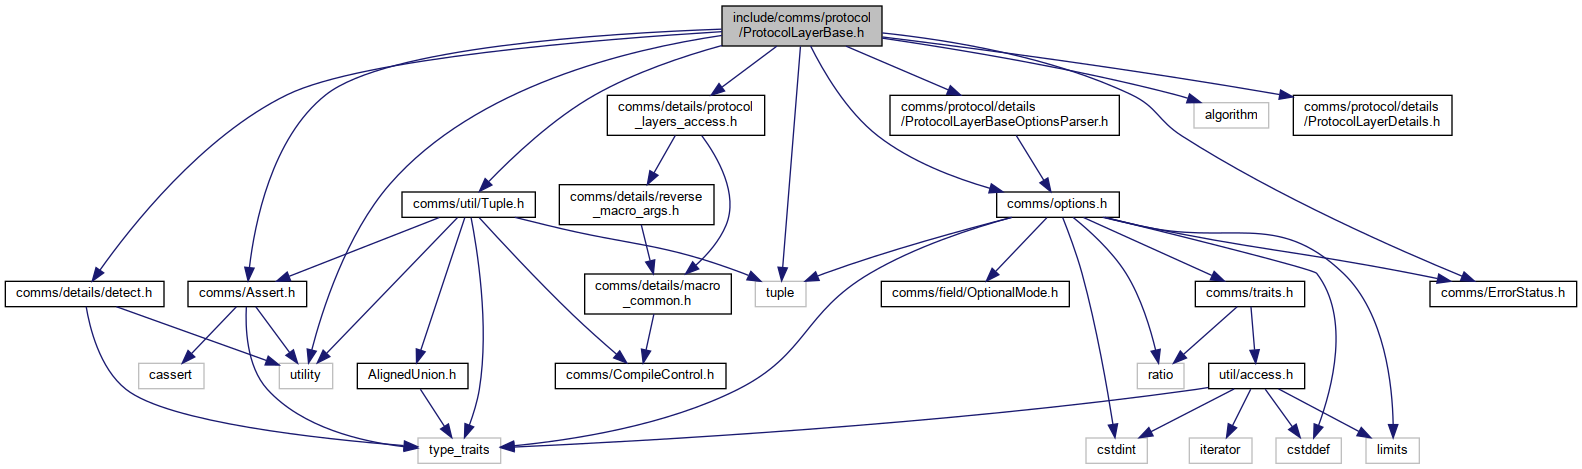 include/comms/protocol
/ProtocolLayerBase.h
comms/details/protocol
_layers_access.h
comms/protocol/details
/ProtocolLayerBaseOptionsParser.h
algorithm
comms/protocol/details
/ProtocolLayerDetails.h
comms/details/reverse
_macro_args.h
comms/util/Tuple.h
comms/options.h
comms/details/detect.h
comms/Assert.h
comms/details/macro
_common.h
tuple
comms/field/OptionalMode.h
comms/traits.h
comms/ErrorStatus.h
cassert
utility
AlignedUnion.h
comms/CompileControl.h
ratio
util/access.h
type_traits
cstdint
iterator
cstddef
limits